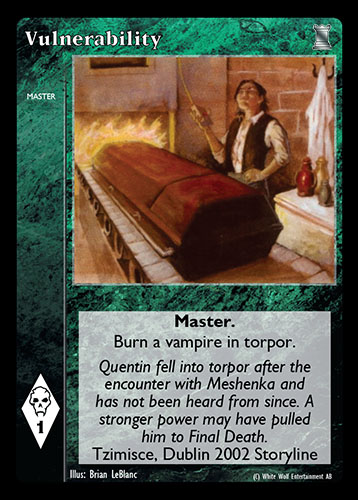 Vulnerability
MASTER
Master.
Burn a vampire in torpor.
Quentin fell into torpor after the
encounter with Meshenka and
has not been heard from since. A
stronger power may have pulled
him to Final Death.
Tzimisce, Dublin 2002 Storyline
1
Illus: Brian LeBlanc
(C) White Wolf Entertainment AB